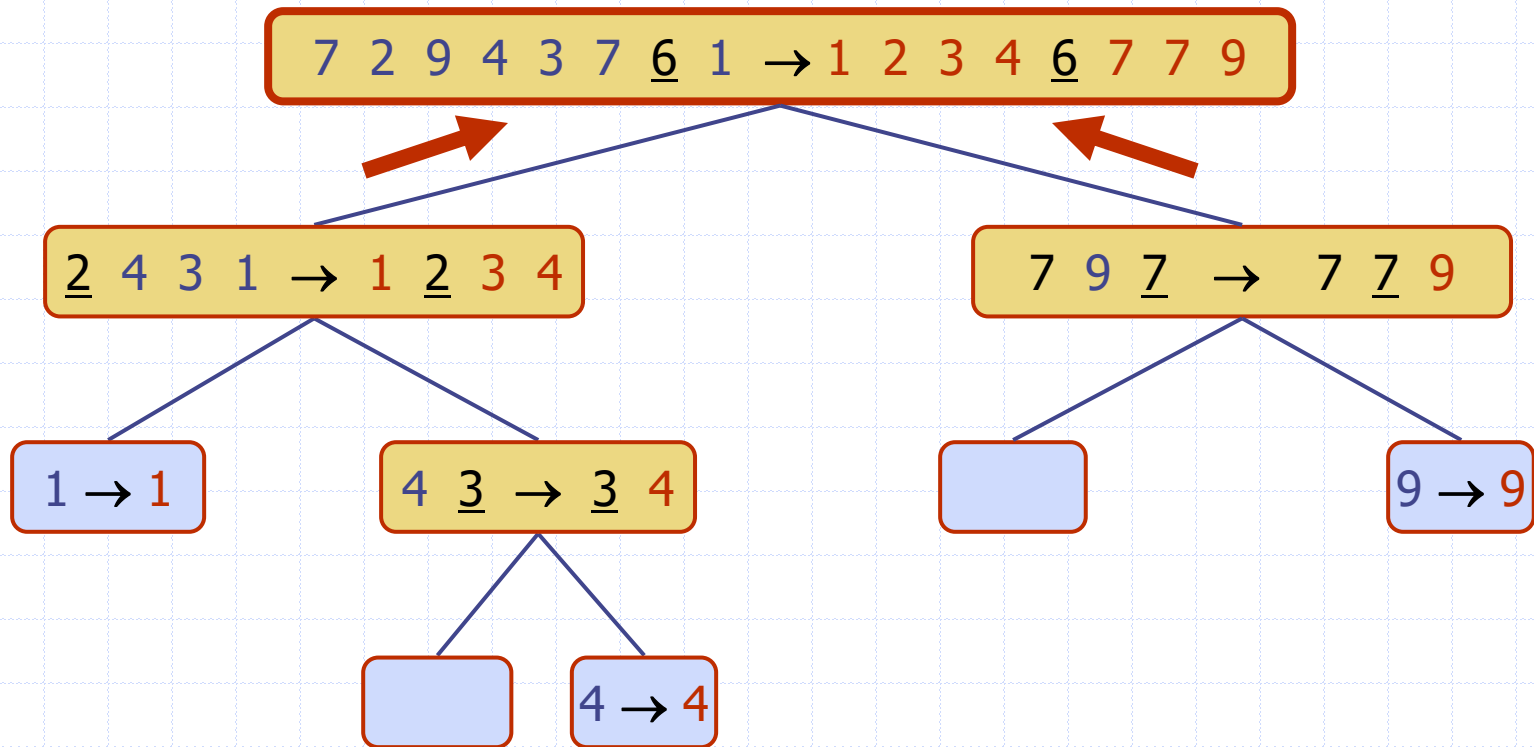 7 2 9 4 3 7 6 1 → 1 2 3 4 6 7 7 9
2 4 3 1 → 1 2 3 4
7 9 7 → 7 7 9
1 → 1
4 3 → 3 4
9 → 9
4 → 4